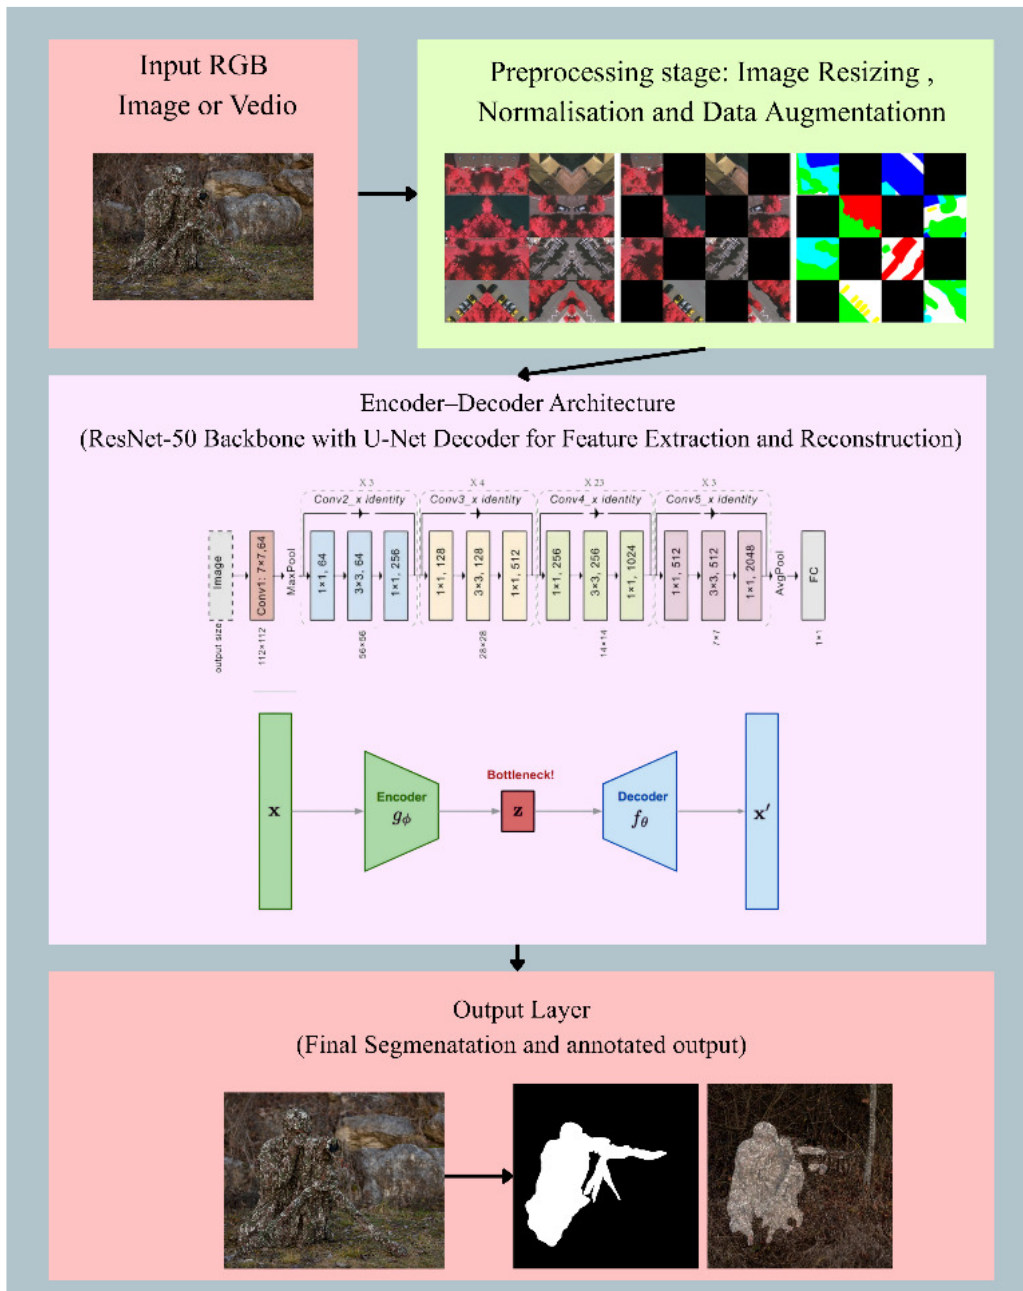 Input RGB
Image or Vedio
Preprocessing stage: Image Resizing ,
Normalisation and Data Augmentationn
Encoder–Decoder Architecture
(ResNet-50 Backbone with U-Net Decoder for Feature Extraction and Reconstruction)
X 3
X 4
X 23
X 3
Conv2_x identity
Conv3_x identity
Conv4_x identity
Conv5_x identity
Image
Conv1: 7×7,64
MaxPool
1×1, 64
3×3, 64
1×1, 256
1×1, 128
3×3, 128
1×1, 512
1×1, 256
3×3, 256
1×1, 1024
1×1, 512
3×3, 512
1×1, 2048
AvgPool
FC
output size
112×112
56×56
28×28
14×14
7×7
1×1
x
Encoder
gϕ
Bottleneck!
z
Decoder
fθ
x′
Output Layer
(Final Segmenatation and annotated output)